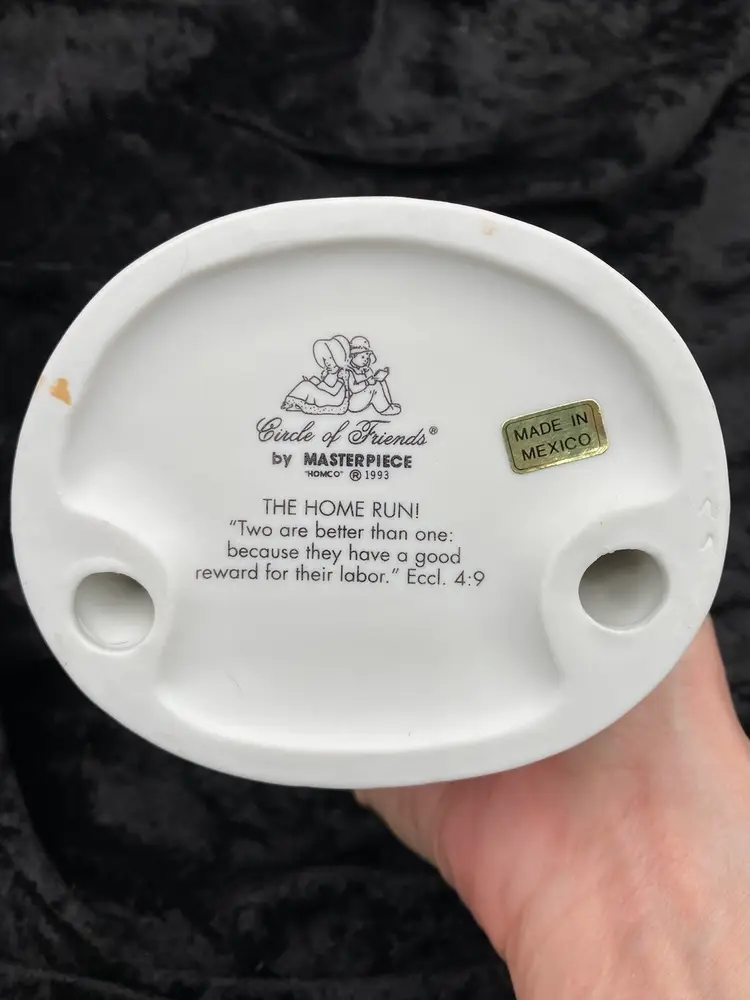 Circle of Friends®
by MASTERPIECE
"HOMCO" ® 1993
MADE IN
MEXICO
THE HOME RUN!
"Two are better than one:
because they have a good
reward for their labor." Eccl. 4:9